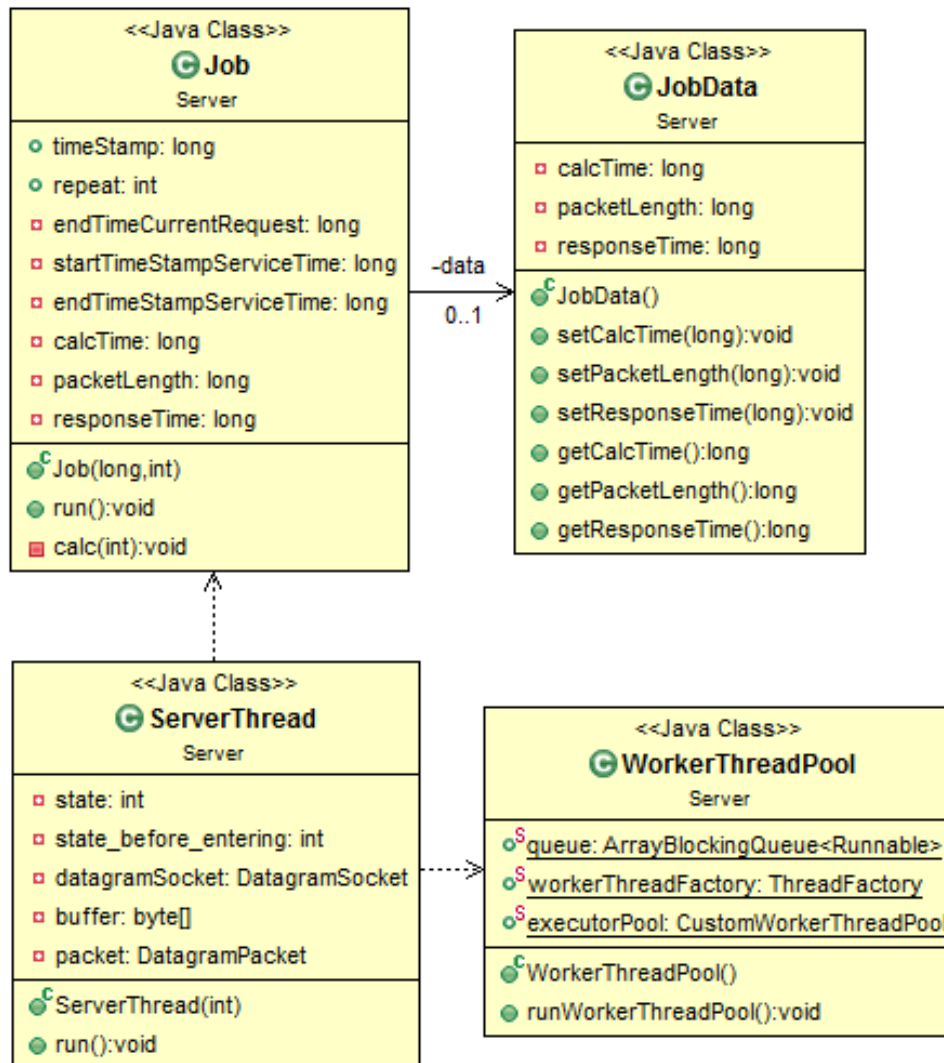 <<Java Class>>
Job
Server
timeStamp: long
repeat: int
endTimeCurrentRequest: long
startTimeStampServiceTime: long
endTimeStampServiceTime: long
calcTime: long
packetLength: long
responseTime: long
Job(long,int)
run():void
calc(int):void
-data
0..1
<<Java Class>>
JobData
Server
calcTime: long
packetLength: long
responseTime: long
JobData()
setCalcTime(long):void
setPacketLength(long):void
setResponseTime(long):void
getCalcTime():long
getPacketLength():long
getResponseTime():long
<<Java Class>>
ServerThread
Server
state: int
state_before_entering: int
datagramSocket: DatagramSocket
buffer: byte[]
packet: DatagramPacket
ServerThread(int)
run():void
<<Java Class>>
WorkerThreadPool
Server
queue: ArrayBlockingQueue<Runnable>
workerThreadFactory: ThreadFactory
executorPool: CustomWorkerThreadPool
WorkerThreadPool()
runWorkerThreadPool():void